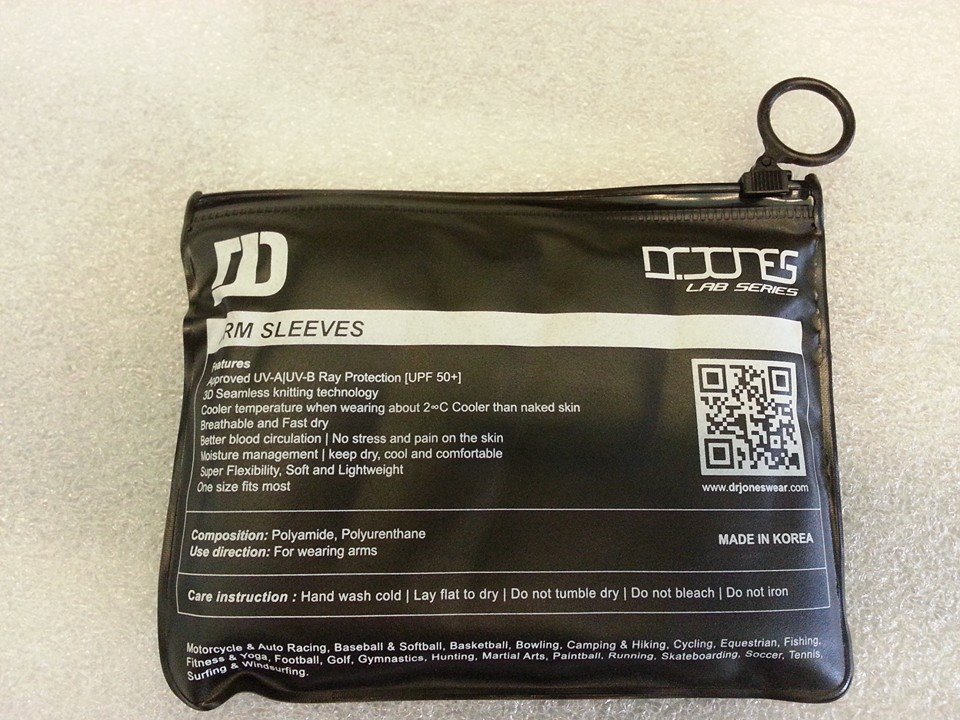 DR.JONES
LAB SERIES
ARM SLEEVES
Features
Approved UV-A|UV-B Ray Protection [UPF 50+]
3D Seamless knitting technology
Cooler temperature when wearing about 2∞C Cooler than naked skin
Breathable and Fast dry
Better blood circulation | No stress and pain on the skin
Moisture management | keep dry, cool and comfortable
Super Flexibility, Soft and Lightweight
One size fits most
www.drjoneswear.com
Composition: Polyamide, Polyurenthane
Use direction: For wearing arms
MADE IN KOREA
Care instruction : Hand wash cold | Lay flat to dry | Do not tumble dry | Do not bleach | Do not iron
Motorcycle & Auto Racing, Baseball & Softball, Basketball, Bowling, Camping & Hiking, Cycling, Equestrian, Fishing,
Fitness & Yoga, Football, Golf, Gymnastics, Hunting, Martial Arts, Paintball, Running, Skateboarding, Soccer, Tennis,
Surfing & Windsurfing.